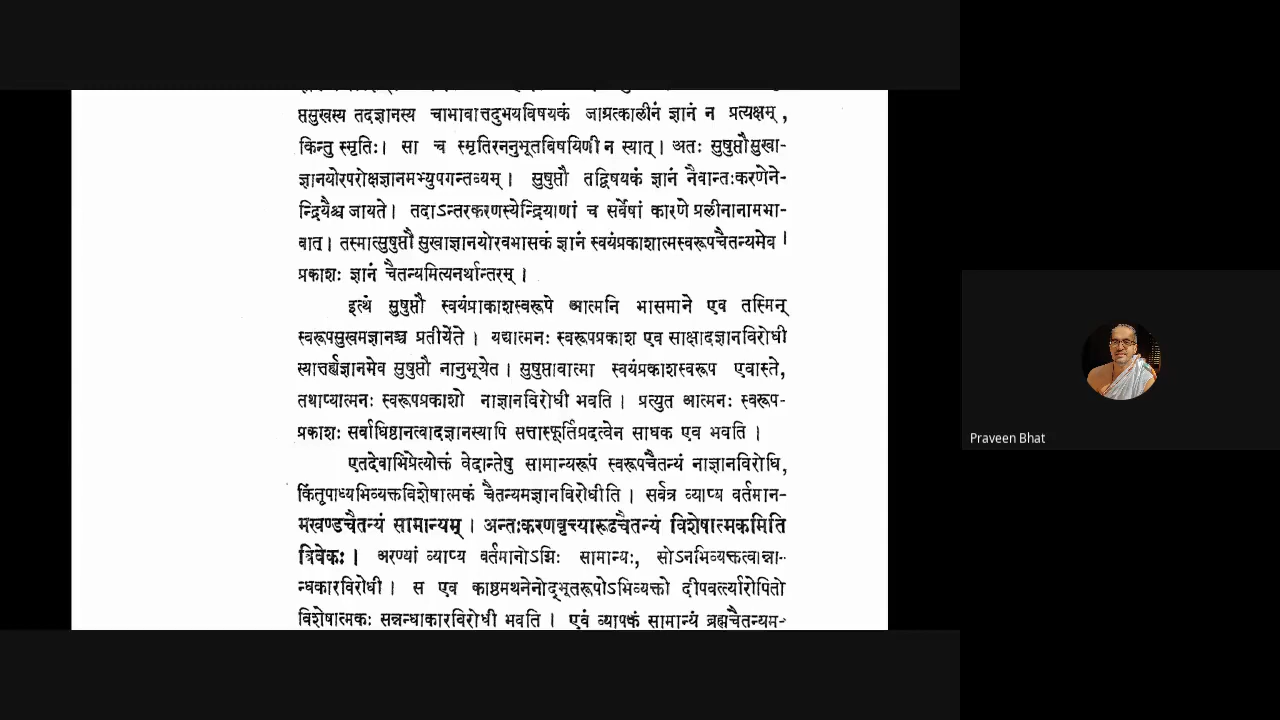 प्तसुखस्य तदज्ञानस्य चाभावात्तदुभयविषयकं जाग्रत्कालीनं ज्ञानं न प्रत्यक्षम्,
किन्तु स्मृतिः। सा च स्मृतिरननुभूतविषयिणी न स्यात्। अतः सुषुप्तौ सुखा-
ज्ञानयोरपरोक्षज्ञानमभ्युपगन्तव्यम्। सुषुप्तौ तद्विषयकं ज्ञानं नैवान्तःकरणेने-
न्द्रियैश्च जायते। तदाऽन्तरकरणस्येन्द्रियाणां च सर्वेषां कारणे प्रलीनानामभा-
वात्। तस्मात्सुषुप्तौ सुखाज्ञानयोरवभासकं ज्ञानं स्वयंप्रकाशात्मस्वरूपचैतन्यमेव।
प्रकाशः ज्ञानं चैतन्यमित्यनर्थान्तरम्।
इत्थं सुषुप्तौ स्वयंप्राकाशस्वरूपे आत्मनि भासमाने एव तस्मिन्
स्वरूपसुखमज्ञानञ्च प्रतीयेते। यद्यात्मनः स्वरूपप्रकाश एव साक्षादज्ञानविरोधी
स्यात्तर्ह्यज्ञानमेव सुषुप्तौ नानुभूयेत। सुषुप्तावात्मा स्वयंप्रकाशस्वरूप एवास्ते,
तथाप्यात्मनः स्वरूपप्रकाशो नाज्ञानविरोधी भवति। प्रत्युत आत्मनः स्वरूप-
प्रकाशः सर्वाधिष्ठानत्वादज्ञानस्यापि सत्तास्फूर्तिप्रदत्वेन साधक एव भवति।
एतदेवाभिप्रेत्योक्तं वेदान्तेषु सामान्यरूपं स्वरूपचैतन्यं नाज्ञानविरोधि,
किंतूपाध्यभिव्यक्तविशेषात्मकं चैतन्यमज्ञानविरोधीति। सर्वत्र व्याप्य वर्तमान-
मखण्डचैतन्यं सामान्यम्। अन्तःकरणवृत्त्यारूढचैतन्यं विशेषात्मकमिति
विवेकः। अरण्यां व्याप्य वर्तमानोऽग्निः सामान्यः, सोऽनभिव्यक्तत्वान्ना-
न्धकारविरोधी। स एव काष्ठमथनेनोद्भूतरूपोऽभिव्यक्तो दीपवर्त्यारोपितो
विशेषात्मकः सन्नन्धाकारविरोधी भवति। एवं व्यापकं सामान्यं ब्रह्मचैतन्यम-
Praveen Bhat